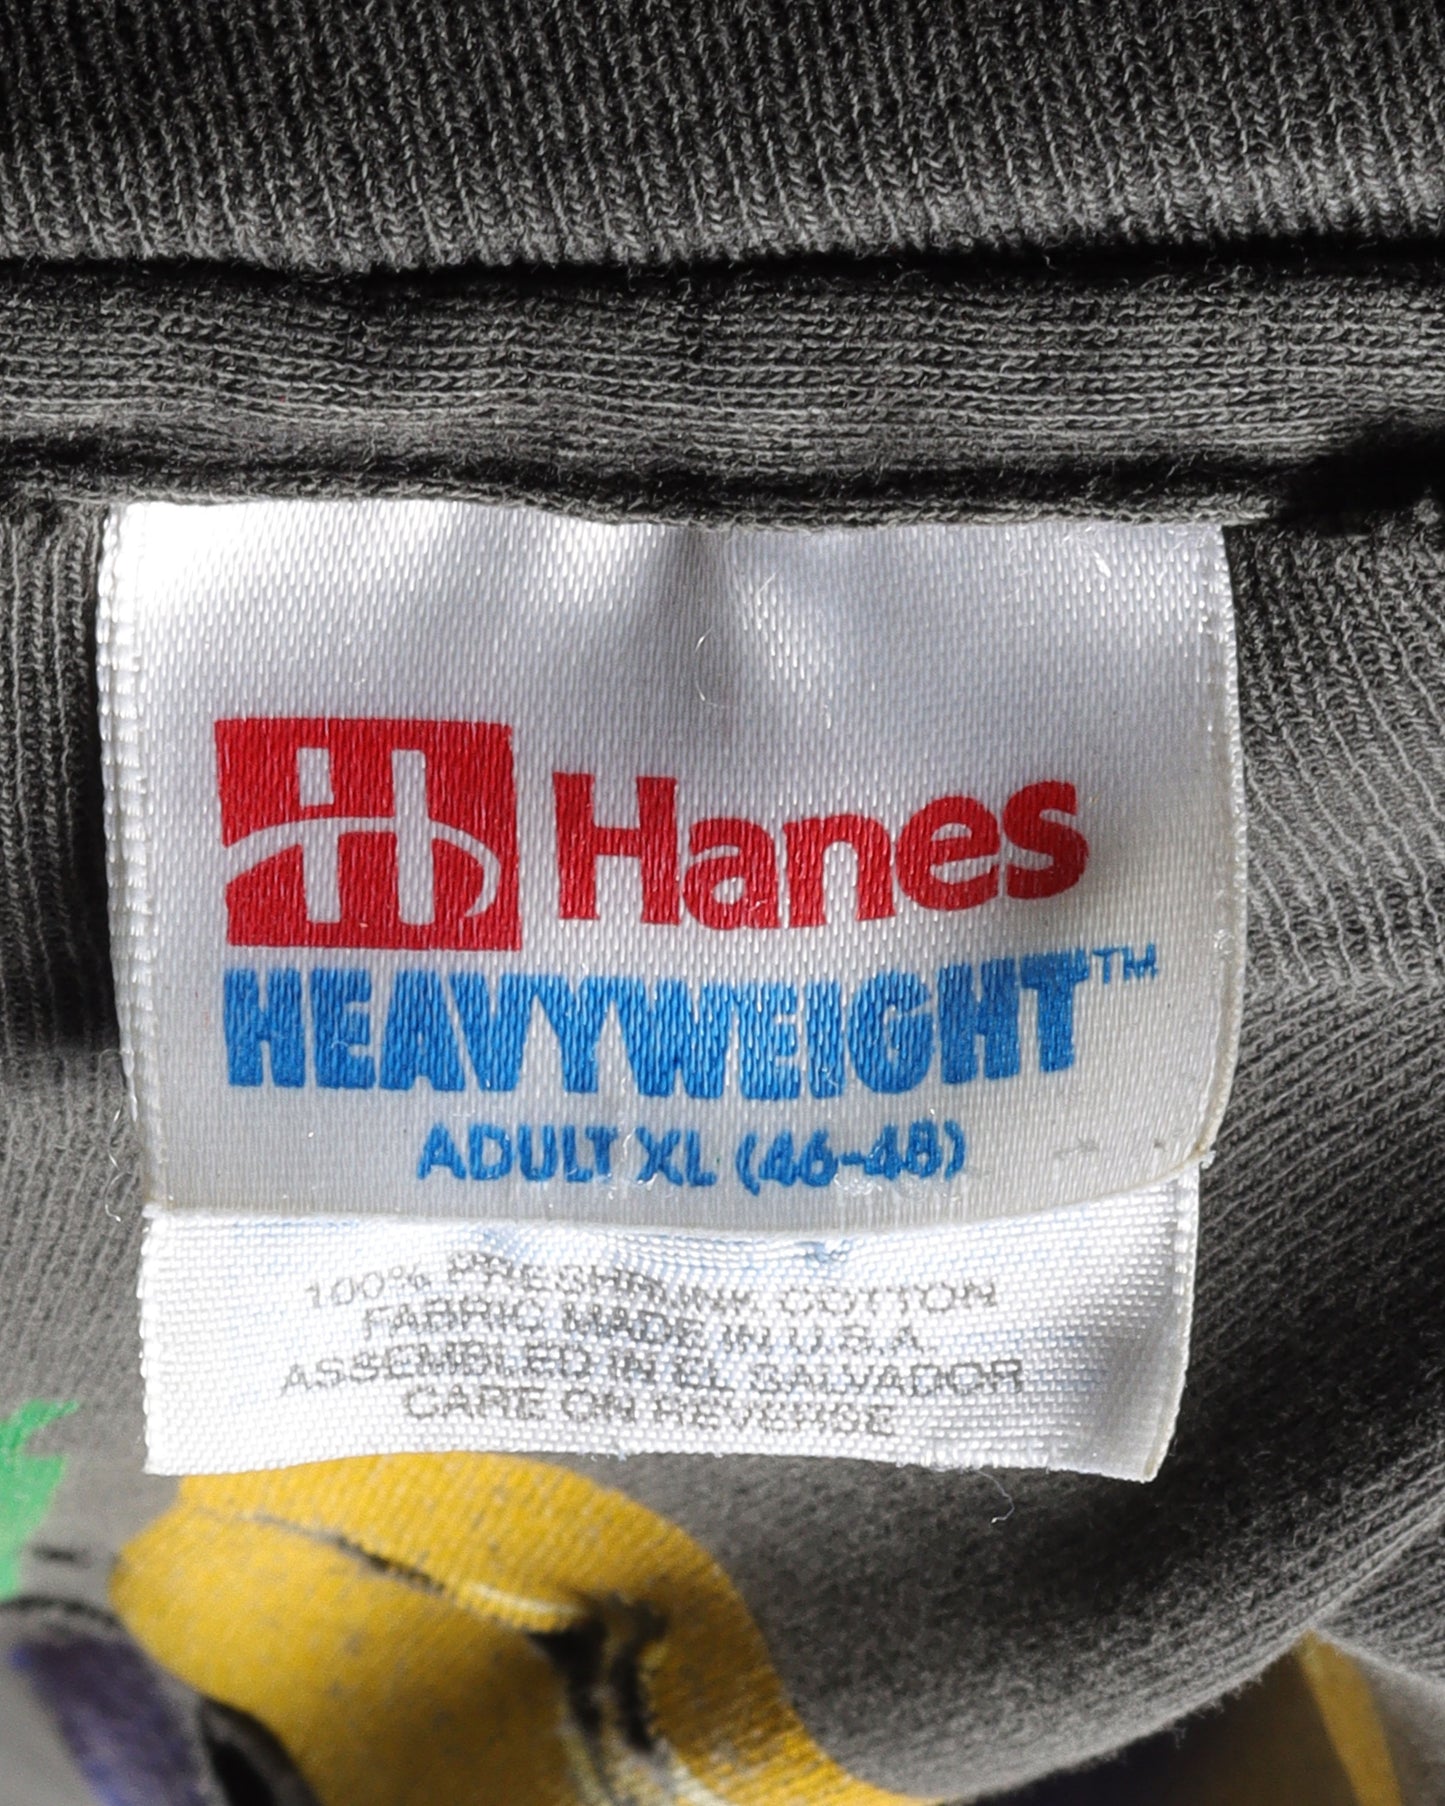 Hanes
HEAVYWEIGHT™
ADULT XL (46-48)
100% PRESHRUNK COTTON
FABRIC MADE IN U.S.A.
ASSEMBLED IN EL SALVADOR
CARE ON REVERSE